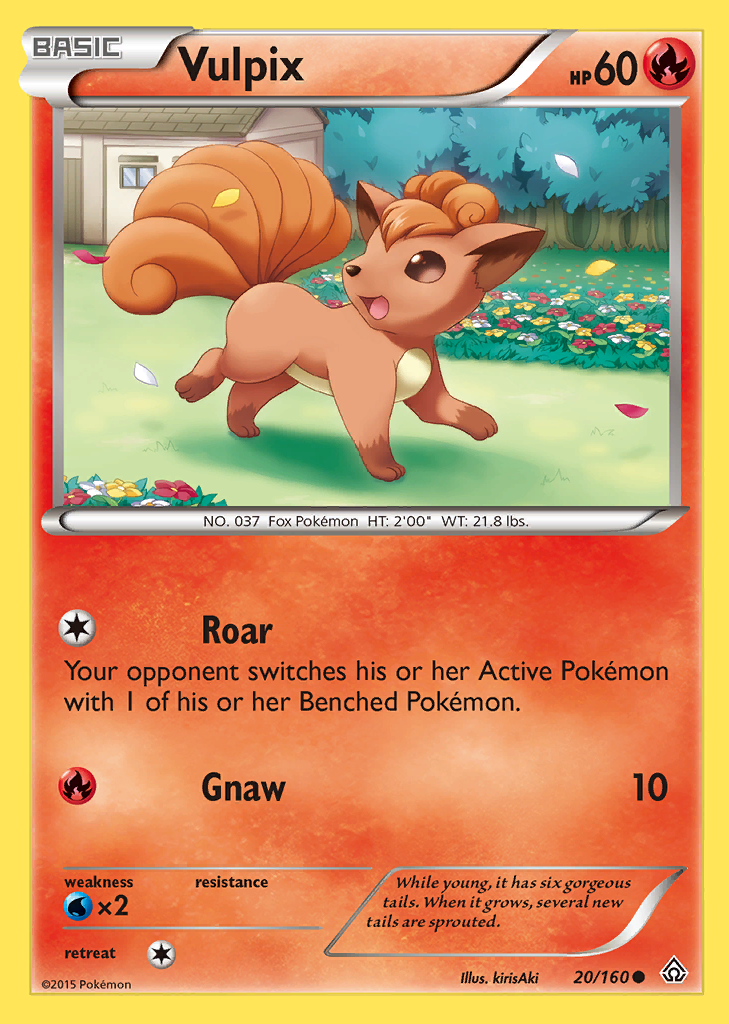 BASIC
Vulpix
HP60
NO. 037 Fox Pokémon HT: 2'00" WT: 21.8 lbs.
Roar
Your opponent switches his or her Active Pokémon
with 1 of his or her Benched Pokémon.
Gnaw 10
weakness resistance
×2
While young, it has six gorgeous
tails. When it grows, several new
tails are sprouted.
retreat
©2015 Pokémon
Illus. kirisAki
20/160